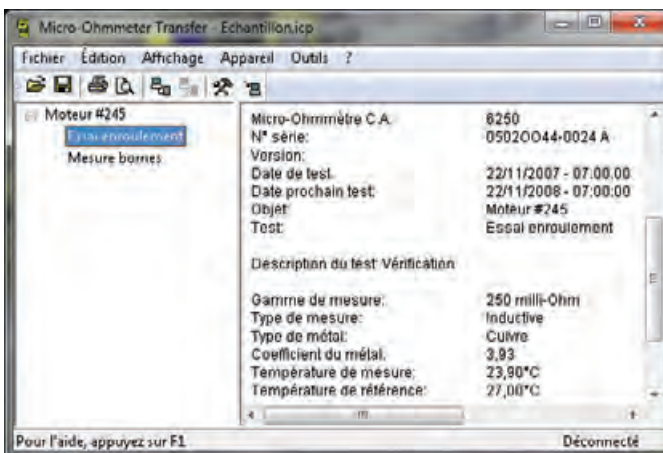 Micro-Ohmmeter Transfer - Echantillon.icp
Fichier Édition Affichage Appareil Outils ?
Moteur #245
Essai enroulement
Mesure bornes
Micro-Ohmmètre C.A. 6250
N° série: 05020044-0024 A
Version:
Date de test. 22/11/2007 - 07:00:00
Date prochain test: 22/11/2008 - 07:00:00
Objet: Moteur #245
Test: Essai enroulement
Description du test: Vérification
Gamme de mesure: 250 milli-Ohm
Type de mesure: Inductive
Type de métal: Cuivre
Coefficient du métal. 3,93
Température de mesure: 23,90°C
Température de référence: 27,00°C
Pour l'aide, appuyez sur F1 Déconnecté